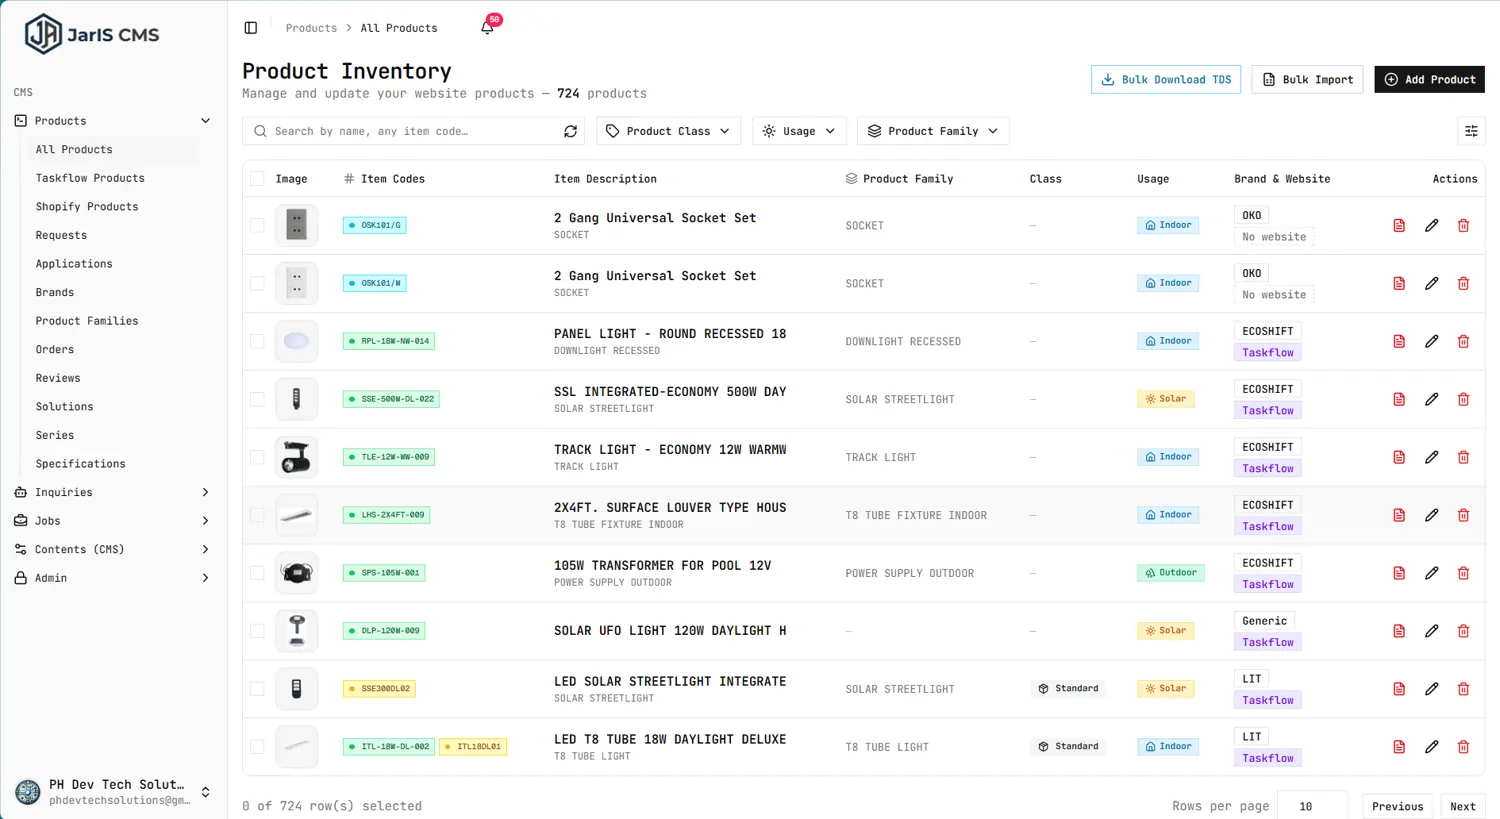 JarIS CMS
Products > All Products
50
Product Inventory
Manage and update your website products — 724 products
Bulk Download TDS
Bulk Import
Add Product
CMS
Products
All Products
Taskflow Products
Shopify Products
Requests
Applications
Brands
Product Families
Orders
Reviews
Solutions
Series
Specifications
Inquiries
Jobs
Contents (CMS)
Admin
PH Dev Tech Solut…
phdevtechsolutions@gm…
Search by name, any item code…
Product Class
Usage
Product Family
Image # Item Codes Item Description Product Family Class Usage Brand & Website Actions
OSK101/G 2 Gang Universal Socket Set SOCKET — Indoor OKO
SOCKET No website
OSK101/W 2 Gang Universal Socket Set SOCKET — Indoor OKO
SOCKET No website
RPL-18W-NW-014 PANEL LIGHT - ROUND RECESSED 18 DOWNLIGHT RECESSED — Indoor ECOSHIFT
DOWNLIGHT RECESSED Taskflow
SSE-500W-DL-022 SSL INTEGRATED-ECONOMY 500W DAY SOLAR STREETLIGHT — Solar ECOSHIFT
SOLAR STREETLIGHT Taskflow
TLE-12W-WW-009 TRACK LIGHT - ECONOMY 12W WARMW TRACK LIGHT — Indoor ECOSHIFT
TRACK LIGHT Taskflow
LHS-2X4FT-009 2X4FT. SURFACE LOUVER TYPE HOUS T8 TUBE FIXTURE INDOOR — Indoor ECOSHIFT
T8 TUBE FIXTURE INDOOR Taskflow
SPS-105W-001 105W TRANSFORMER FOR POOL 12V POWER SUPPLY OUTDOOR — Outdoor ECOSHIFT
POWER SUPPLY OUTDOOR Taskflow
DLP-120W-009 SOLAR UFO LIGHT 120W DAYLIGHT H — — Solar Generic
Taskflow
SSE300DL02 LED SOLAR STREETLIGHT INTEGRATE SOLAR STREETLIGHT Standard Solar LIT
SOLAR STREETLIGHT Taskflow
ITL-18W-DL-002 ITL18DL01 LED T8 TUBE 18W DAYLIGHT DELUXE T8 TUBE LIGHT Standard Indoor LIT
T8 TUBE LIGHT Taskflow
0 of 724 row(s) selected
Rows per page 10 Previous Next